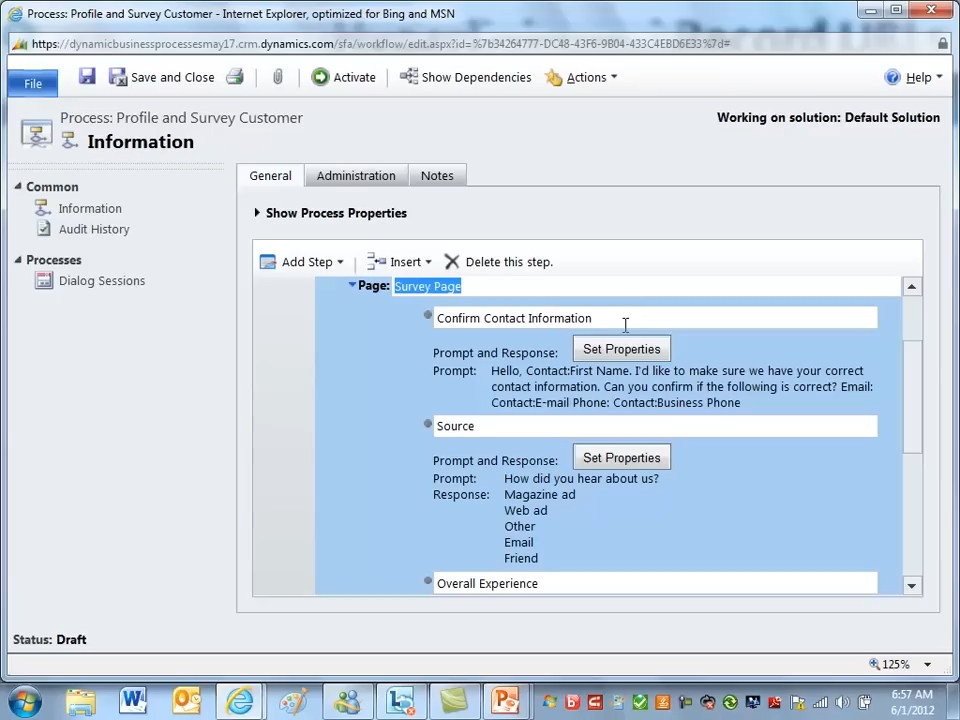 Process: Profile and Survey Customer - Internet Explorer, optimized for Bing and MSN
https://dynamicbusinessprocessesmay17.crm.dynamics.com/sfa/workflow/edit.aspx?id=%7b34264777-DC48-43F6-9B04-433C4EBD6E33%7d#
File
Save and Close
Activate
Show Dependencies
Actions
Help
Process: Profile and Survey Customer
Information
Working on solution: Default Solution
Common
Information
Audit History
Processes
Dialog Sessions
General
Administration
Notes
Show Process Properties
Add Step
Insert
Delete this step.
Page: Survey Page
Confirm Contact Information
Prompt and Response: Set Properties
Prompt: Hello, Contact:First Name. I'd like to make sure we have your correct
contact information. Can you confirm if the following is correct? Email:
Contact:E-mail Phone: Contact:Business Phone
Source
Prompt and Response: Set Properties
Prompt: How did you hear about us?
Response: Magazine ad
Web ad
Other
Email
Friend
Overall Experience
Status: Draft
125%
6:57 AM
6/1/2012